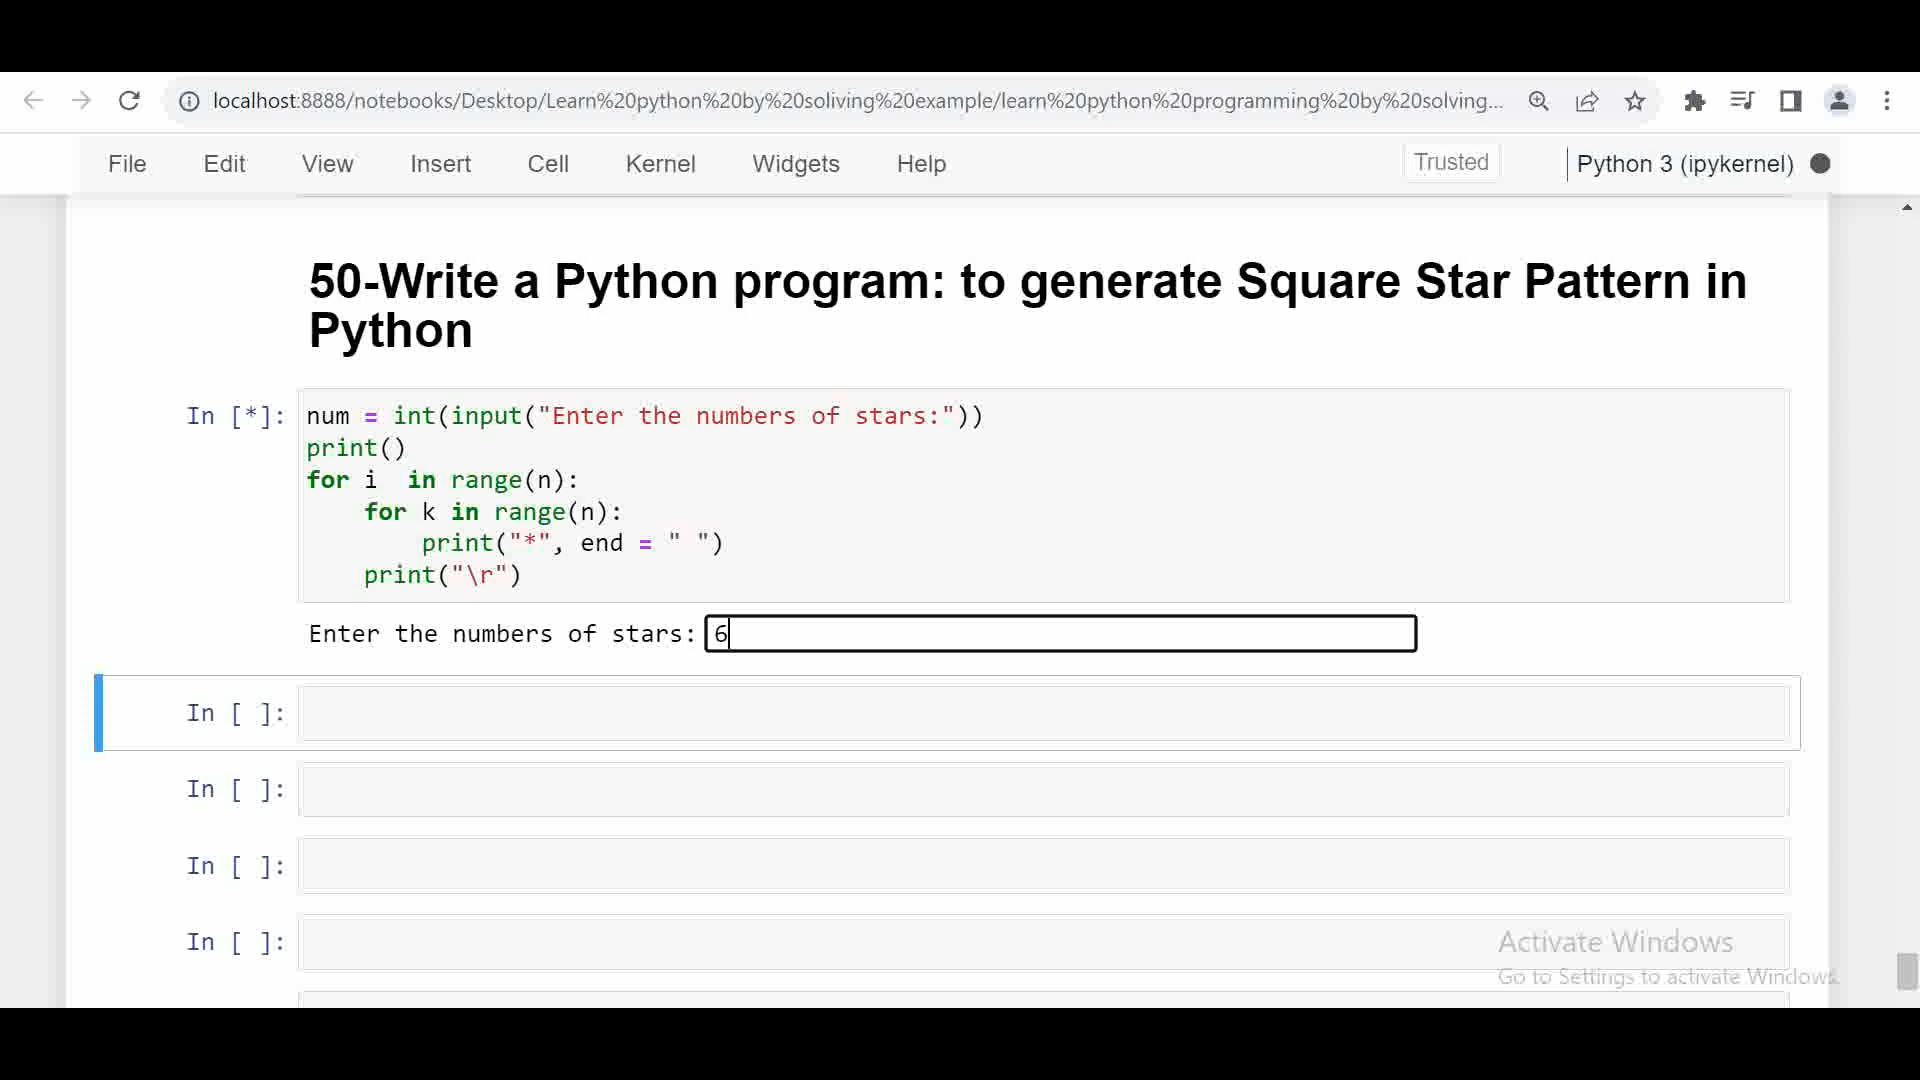 localhost:8888/notebooks/Desktop/Learn%20python%20by%20soliving%20example/learn%20python%20programming%20by%20solving...
File Edit View Insert Cell Kernel Widgets Help Trusted Python 3 (ipykernel)
50-Write a Python program: to generate Square Star Pattern in
Python
In [*]: num = int(input("Enter the numbers of stars:"))
print()
for i  in range(n):
    for k in range(n):
        print("*", end = " ")
    print("\r")
Enter the numbers of stars: 6
In [ ]:
In [ ]:
In [ ]:
In [ ]:
Activate Windows
Go to Settings to activate Windows.